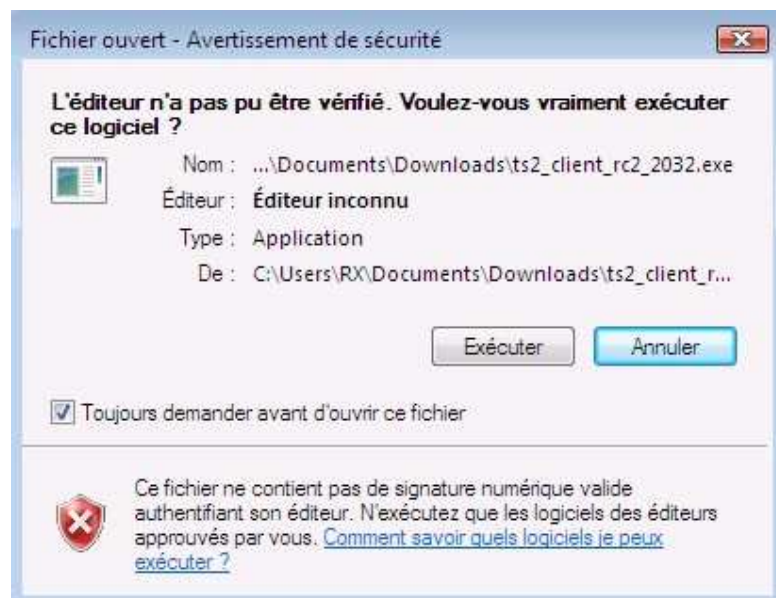 Fichier ouvert - Avertissement de sécurité
L'éditeur n'a pas pu être vérifié. Voulez-vous vraiment exécuter
ce logiciel ?
Nom : ...\Documents\Downloads\ts2_client_rc2_2032.exe
Éditeur : Éditeur inconnu
Type : Application
De : C:\Users\RX\Documents\Downloads\ts2_client_r...
Exécuter Annuler
Toujours demander avant d'ouvrir ce fichier
Ce fichier ne contient pas de signature numérique valide
authentifiant son éditeur. N'exécutez que les logiciels des éditeurs
approuvés par vous. Comment savoir quels logiciels je peux
exécuter ?